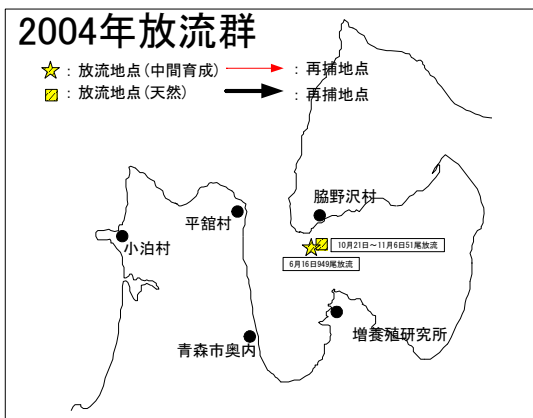 2004年放流群
: 放流地点(中間育成)
: 再捕地点
: 放流地点(天然)
: 再捕地点
脇野沢村
平舘村
小泊村
10月21日～11月6日51尾放流
6月16日949尾放流
増養殖研究所
青森市奥内